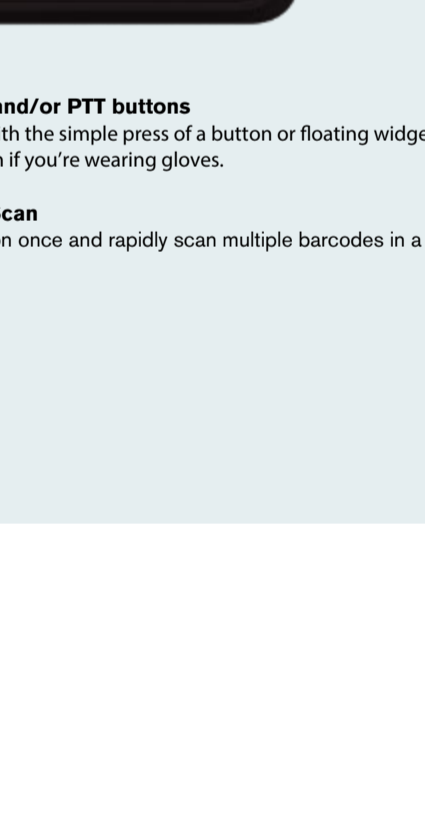 and/or PTT buttons
th the simple press of a button or floating widge
if you're wearing gloves.
can
n once and rapidly scan multiple barcodes in a